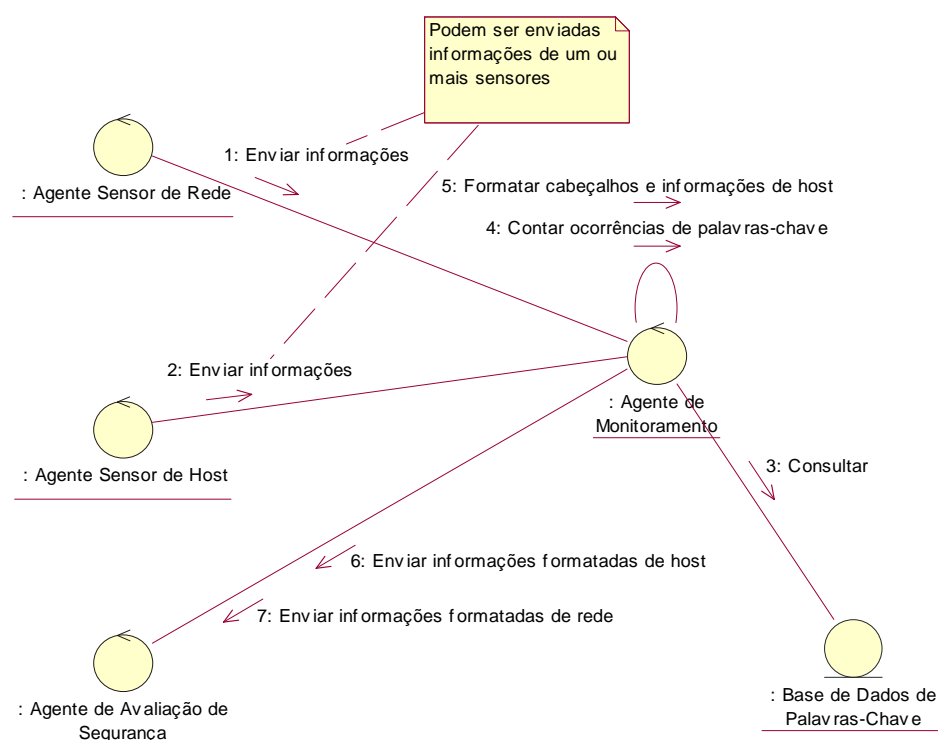 Podem ser enviadas
informações de um ou
mais sensores
1: Enviar informações
: Agente Sensor de Rede
5: Formatar cabeçalhos e informações de host
4: Contar ocorrências de palavras-chave
2: Enviar informações
: Agente de
Monitoramento
: Agente Sensor de Host
3: Consultar
6: Enviar informações formatadas de host
7: Enviar informações formatadas de rede
: Agente de Avaliação de
Segurança
: Base de Dados de
Palavras-Chave